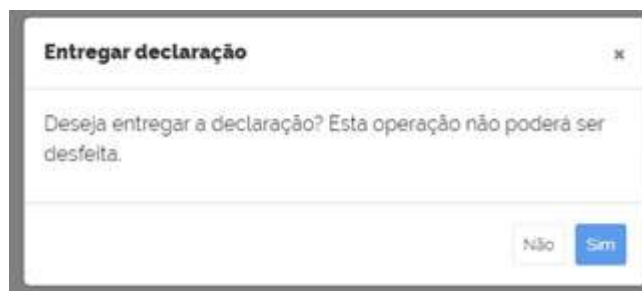 Entregar declaração
×
Deseja entregar a declaração? Esta operação não poderá ser
desfeita.
Não Sim